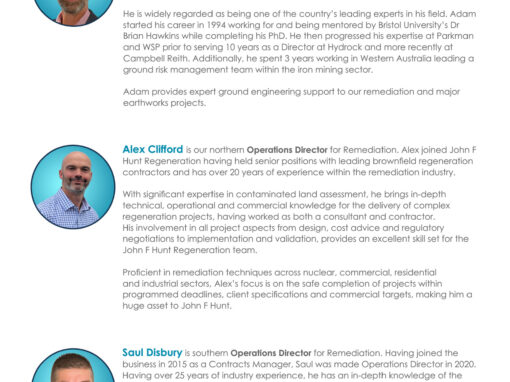 He is widely regarded as being one of the country's leading experts in his field. Adam
started his career in 1994 working for and being mentored by Bristol University's Dr
Brian Hawkins while completing his PhD. He then progressed his expertise at Parkman
and WSP prior to serving 10 years as a Director at Hydrock and more recently at
Campbell Reith. Additionally, he spent 3 years working in Western Australia leading a
ground risk management team within the iron mining sector.
Adam provides expert ground engineering support to our remediation and major
earthworks projects.
Alex Clifford is our northern Operations Director for Remediation. Alex joined John F
Hunt Regeneration having held senior positions with leading brownfield regeneration
contractors and has over 20 years of experience within the remediation industry.
With significant expertise in contaminated land assessment, he brings in-depth
technical, operational and commercial knowledge for the delivery of complex
regeneration projects, having worked as both a consultant and contractor.
His involvement in all project aspects from design, cost advice and regulatory
negotiations to implementation and validation, provides an excellent skill set for the
John F Hunt Regeneration team.
Proficient in remediation techniques across nuclear, commercial, residential
and industrial sectors, Alex's focus is on the safe completion of projects within
programmed deadlines, client specifications and commercial targets, making him a
huge asset to John F Hunt.
Saul Disbury is southern Operations Director for Remediation. Having joined the
business in 2015 as a Contracts Manager, Saul was made Operations Director in 2020.
Having over 25 years of industry experience, he has an in-depth knowledge of the